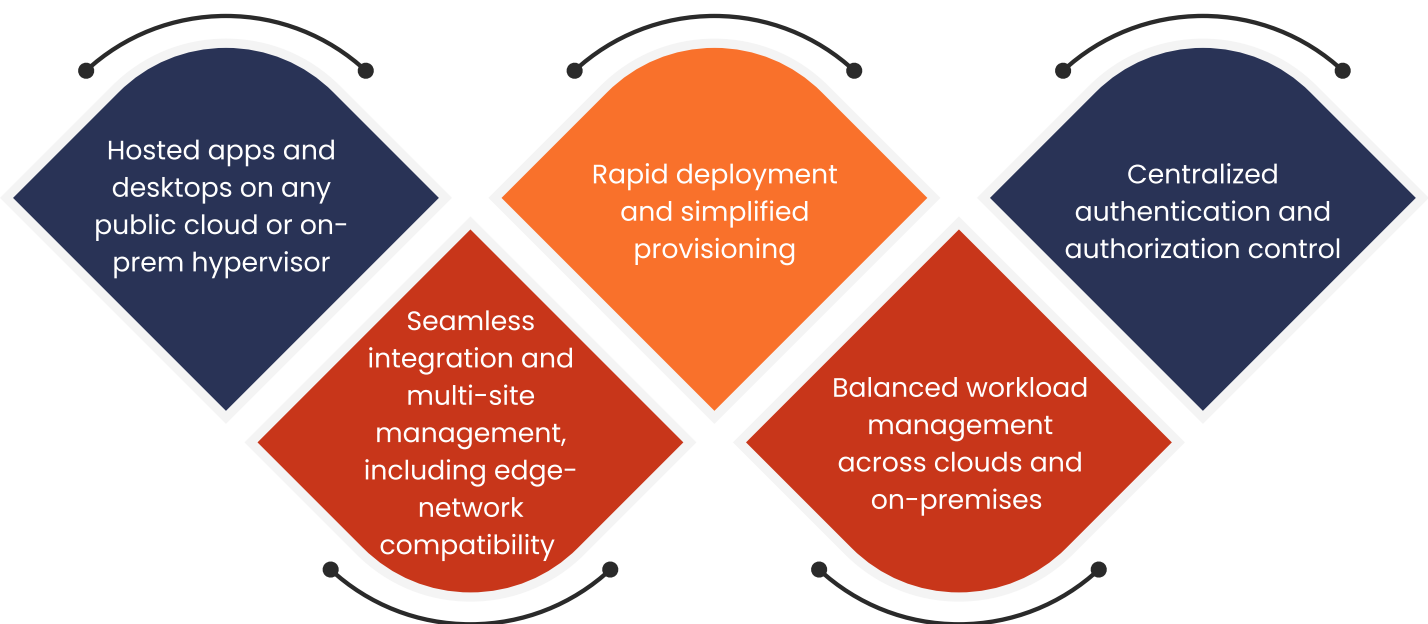 Hosted apps and
desktops on any
public cloud or on-
prem hypervisor
Seamless
integration and
multi-site
management,
including edge-
network
compatibility
Rapid deployment
and simplified
provisioning
Balanced workload
management
across clouds and
on-premises
Centralized
authentication and
authorization control